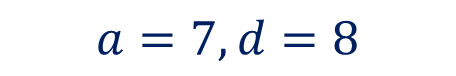 a = 7, d = 8